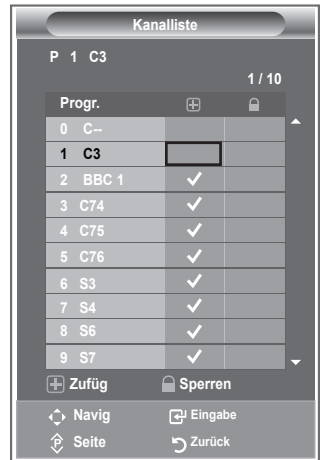 Kanalliste
P 1 C3
1 / 10
Progr.
0 C--
1 C3
2 BBC 1
3 C74
4 C75
5 C76
6 S3
7 S4
8 S6
9 S7
Zufüg Sperren
Navig Eingabe
Seite Zurück